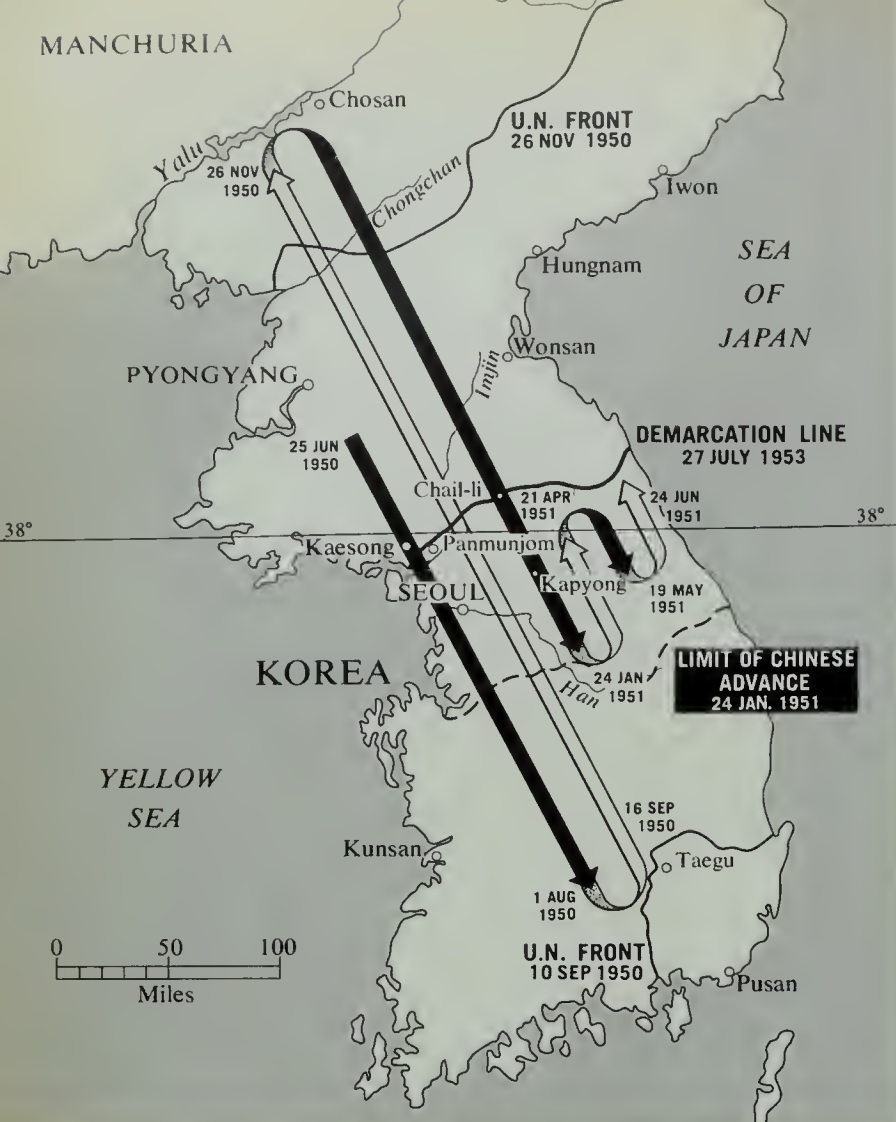 MANCHURIA
Chosan
U.N. FRONT
26 NOV 1950
Yalu
26 NOV
1950
Chongchan
Iwon
Hungnam
SEA
OF
JAPAN
Wonsan
Imjin
PYONGYANG
DEMARCATION LINE
27 JULY 1953
25 JUN
1950
Chail-li
21 APR
1951
24 JUN
1951
38°
38°
Kaesong
Panmunjom
Kapyong
SEOUL
19 MAY
1951
KOREA
24 JAN
1951
Han
LIMIT OF CHINESE
ADVANCE
24 JAN. 1951
YELLOW
SEA
16 SEP
1950
Kunsan
Taegu
1 AUG
1950
U.N. FRONT
10 SEP 1950
0 50 100
Miles
Pusan